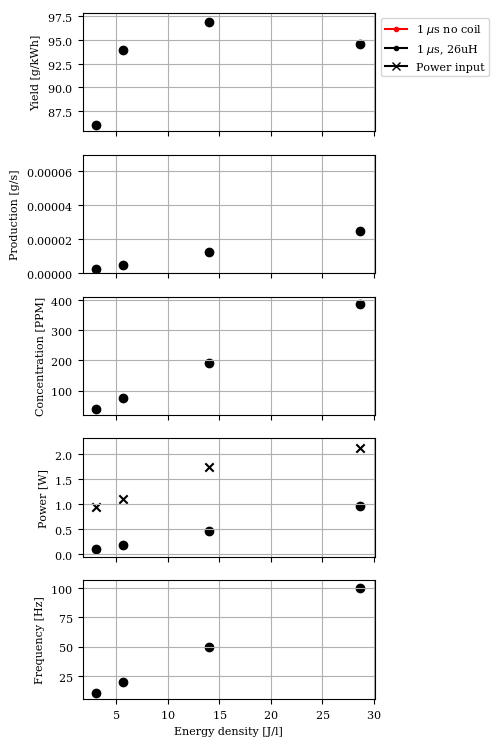 97.5
95.0
92.5
90.0
87.5
Yield [g/kWh]
1 μs no coil
1 μs, 26uH
Power input
0.00006
0.00004
0.00002
0.00000
Production [g/s]
400
300
200
100
Concentration [PPM]
2.0
1.5
1.0
0.5
0.0
Power [W]
100
75
50
25
Frequency [Hz]
5 10 15 20 25 30
Energy density [J/l]